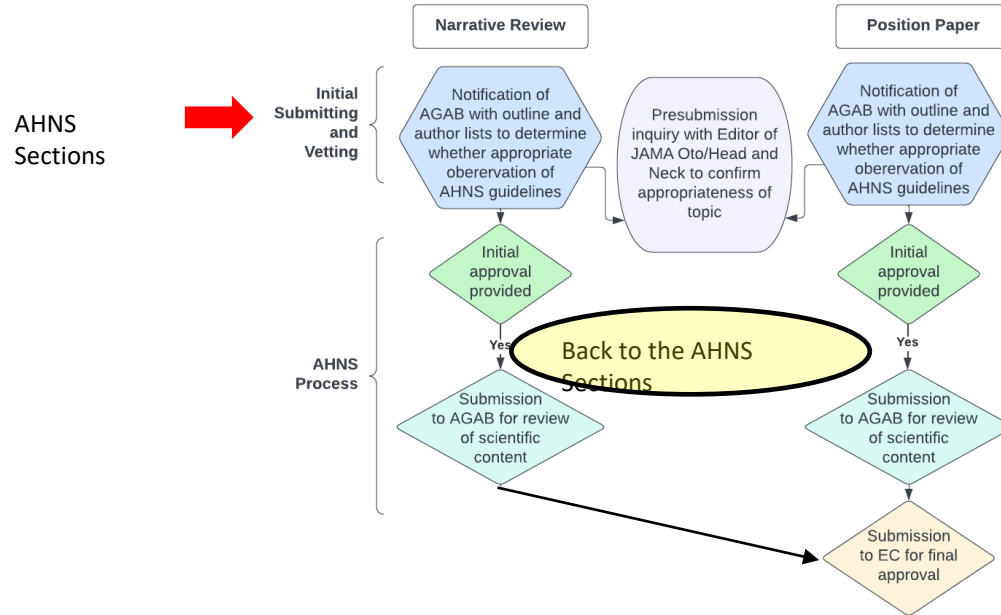 Narrative Review
Position Paper
AHNS
Sections
Initial
Submitting
and
Vetting
Notification of
AGAB with outline and
author lists to determine
whether appropriate
oberervation of
AHNS guidelines
Presubmission
inquiry with Editor of
JAMA Oto/Head and
Neck to confirm
appropriateness of
topic
Notification of
AGAB with outline and
author lists to determine
whether appropriate
oberervation of
AHNS guidelines
Initial
approval
provided
Initial
approval
provided
Yes
Back to the AHNS
Sections
Yes
AHNS
Process
Submission
to AGAB for review
of scientific
content
Submission
to AGAB for review
of scientific
content
Submission
to EC for final
approval